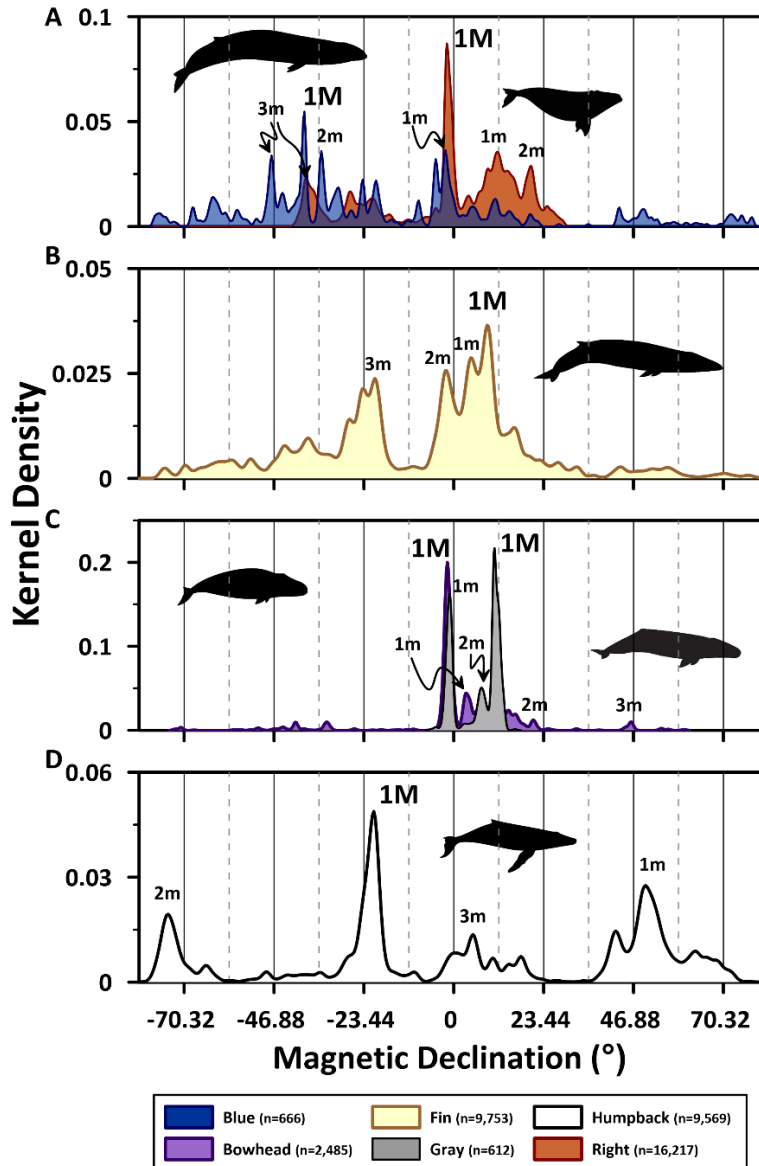 A
0.1
0.05
0
3m
1M
2m
1m
1M
1m
2m
B
0.05
0.025
0
3m
2m
1m
1M
Kernel Density
C
0.2
0.1
0
1M
1m
1M
1m
2m
2m
3m
D
0.06
0.03
0
2m
1M
3m
1m
-70.32 -46.88 -23.44 0 23.44 46.88 70.32
Magnetic Declination (°)
Blue (n=666) Fin (n=9,753) Humpback (n=9,569)
Bowhead (n=2,485) Gray (n=612) Right (n=16,217)